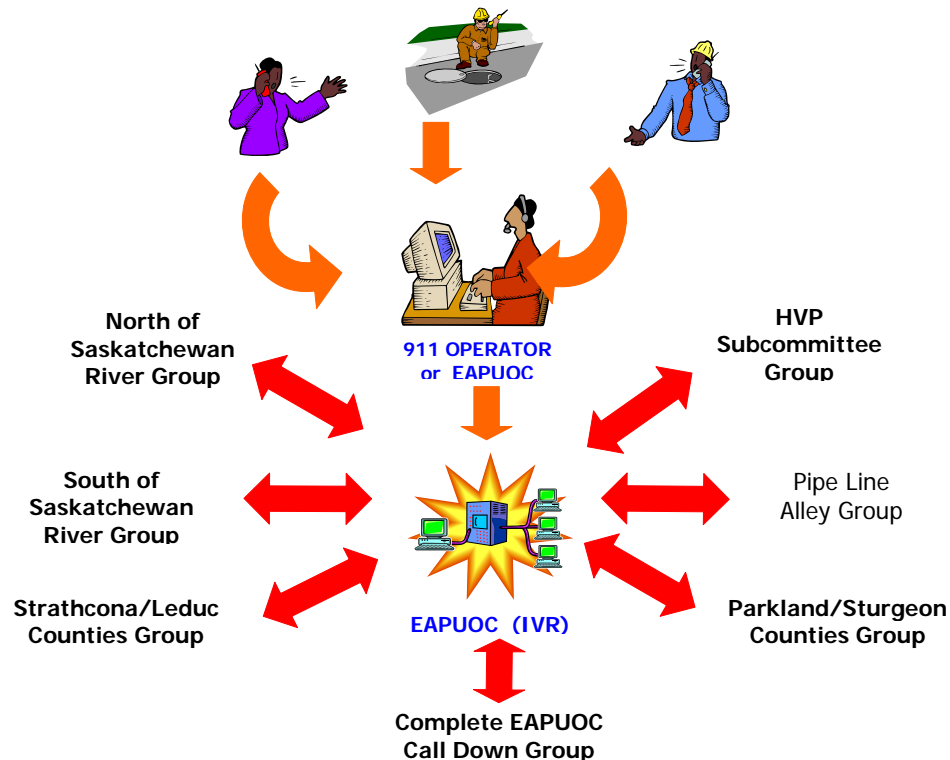 911 OPERATOR
or EAPUOC
North of
Saskatchewan
River Group
HVP
Subcommittee
Group
South of
Saskatchewan
River Group
Pipe Line
Alley Group
Strathcona/Leduc
Counties Group
EAPUOC (IVR)
Parkland/Sturgeon
Counties Group
Complete EAPUOC
Call Down Group